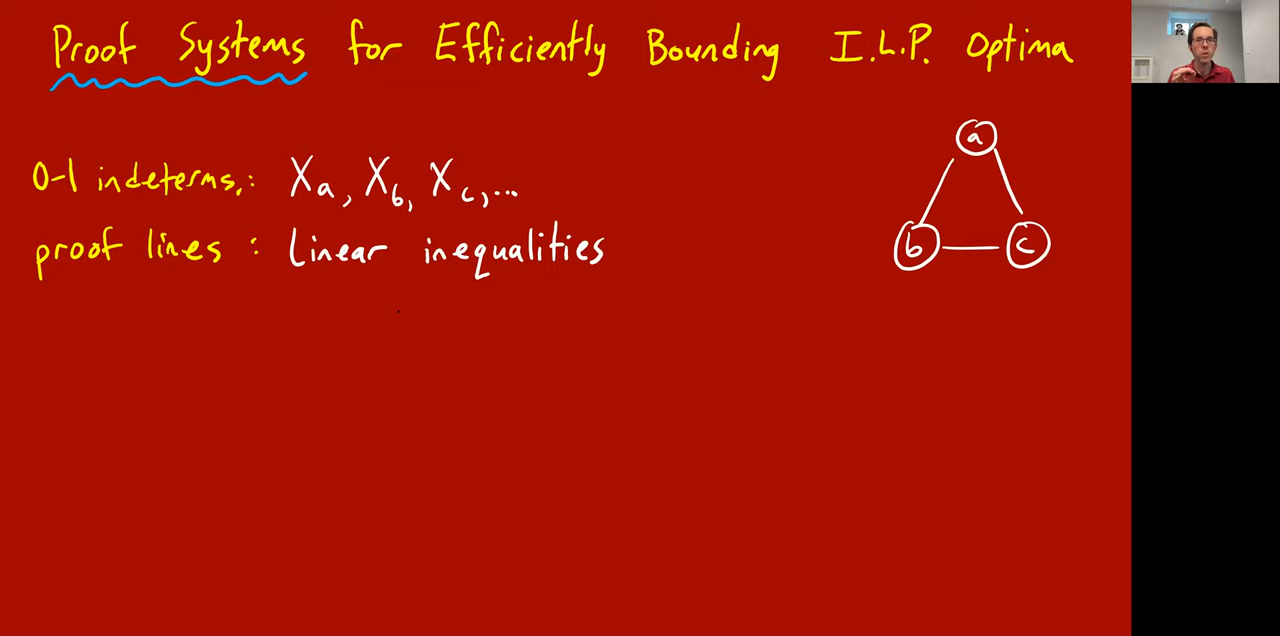 Proof Systems for Efficiently Bounding I.L.P. Optima
0-1 indeterms.: Xa, Xb, Xc, ...
proof lines: Linear inequalities
a
b
c